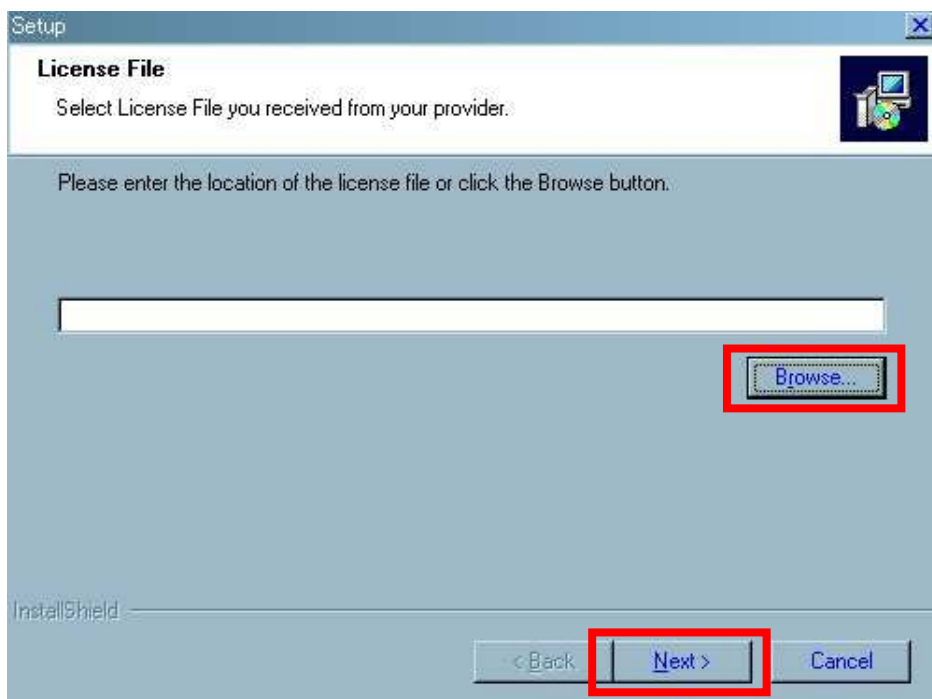 Setup
License File
Select License File you received from your provider.
Please enter the location of the license file or click the Browse button.
Browse...
InstallShield
< Back
Next >
Cancel